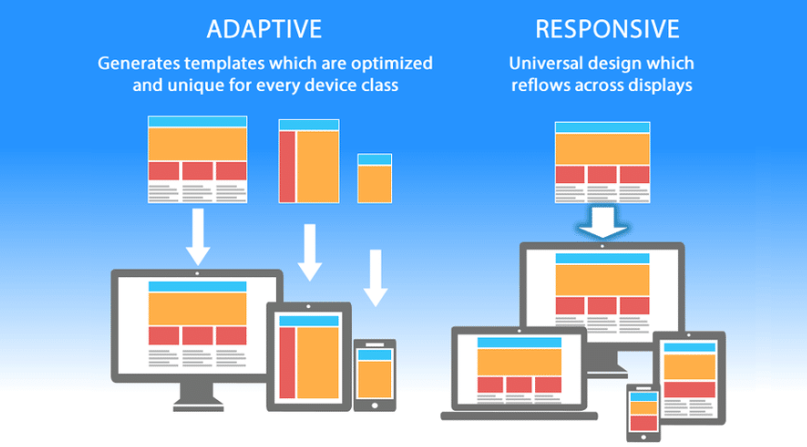 ADAPTIVE
Generates templates which are optimized
and unique for every device class
RESPONSIVE
Universal design which
reflows across displays